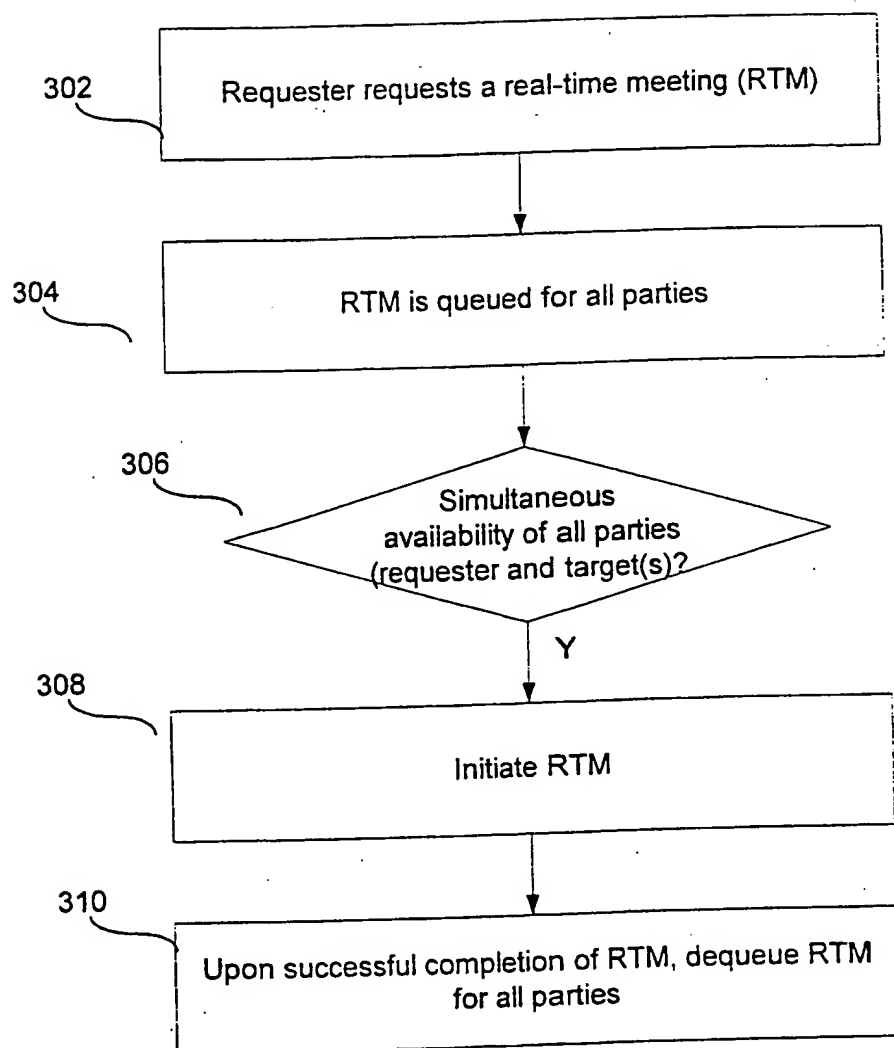 302
Requester requests a real-time meeting (RTM)
304
RTM is queued for all parties
306
Simultaneous
availability of all parties
(requester and target(s)?
Y
308
Initiate RTM
310
Upon successful completion of RTM, dequeue RTM
for all parties